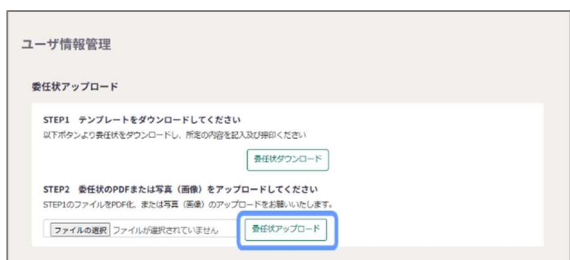 ユーザ情報管理
委任状アップロード
STEP1 テンプレートをダウンロードしてください
以下ボタンより委任状をダウンロードし、所定の内容を記入及び押印ください
委任状ダウンロード
STEP2 委任状のPDFまたは写真（画像）をアップロードしてください
STEP1のファイルをPDF化、または写真（画像）のアップロードをお願いいたします。
ファイルの選択 ファイルが選択されていません 委任状アップロード